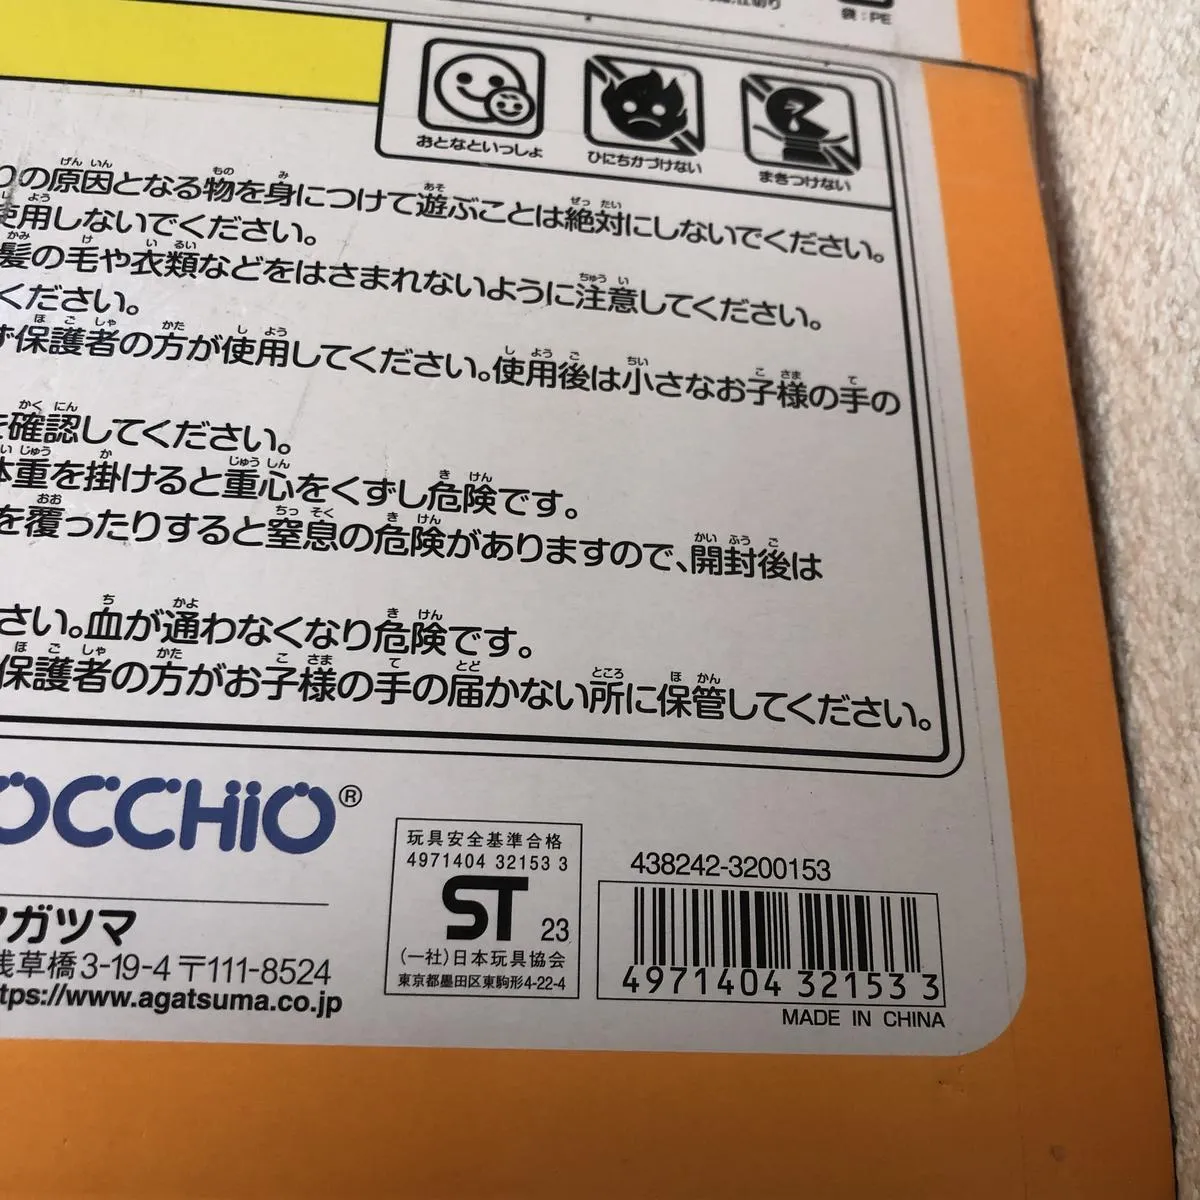 袋:PE
おとなといっしょ
ひにちかづけない
まきつけない
りの原因となる物を身につけて遊ぶことは絶対にしないでください。
使用しないでください。
髪の毛や衣類などをはさまれないように注意してください。
ください。
ず保護者の方が使用してください。使用後は小さなお子様の手の
を確認してください。
体重を掛けると重心をくずし危険です。
を覆ったりすると窒息の危険がありますので、開封後は
さい。血が通わなくなり危険です。
保護者の方がお子様の手の届かない所に保管してください。
OCCHiO®
ガツマ
浅草橋3-19-4 〒111-8524
tps://www.agatsuma.co.jp
玩具安全基準合格
4971404 32153 3
ST 23
(一社)日本玩具協会
東京都墨田区東駒形4-22-4
438242-3200153
4971404 321533
MADE IN CHINA